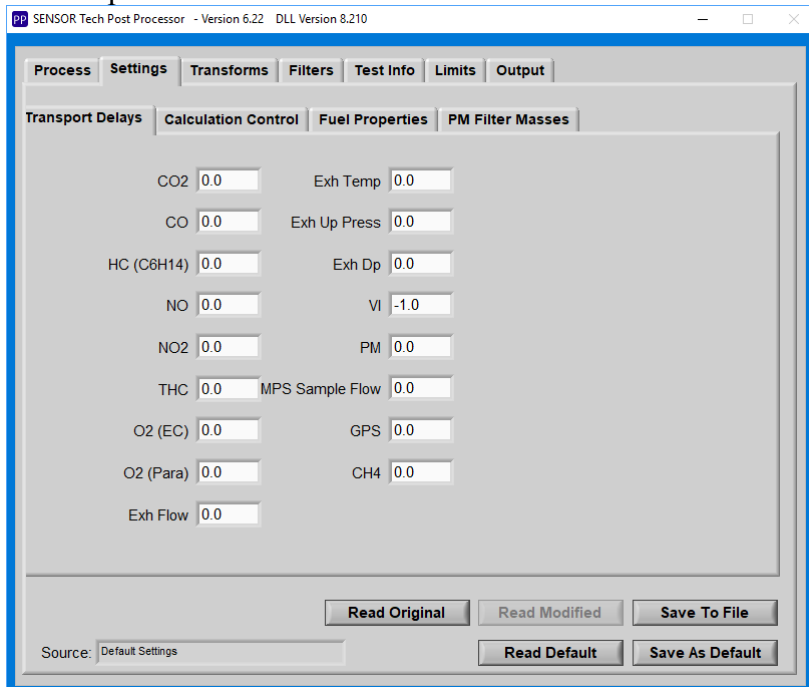 PP SENSOR Tech Post Processor - Version 6.22 DLL Version 8.210
Process Settings Transforms Filters Test Info Limits Output
Transport Delays Calculation Control Fuel Properties PM Filter Masses
CO2 0.0 Exh Temp 0.0
CO 0.0 Exh Up Press 0.0
HC (C6H14) 0.0 Exh Dp 0.0
NO 0.0 VI -1.0
NO2 0.0 PM 0.0
THC 0.0 MPS Sample Flow 0.0
O2 (EC) 0.0 GPS 0.0
O2 (Para) 0.0 CH4 0.0
Exh Flow 0.0
Read Original Read Modified Save To File
Source: Default Settings Read Default Save As Default